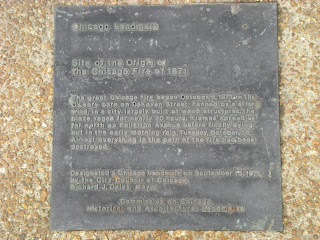 Chicago Landmark
Site of the Origin of
The Chicago Fire of 1871
The great Chicago fire began October 8, 1871, in the
O'Leary barn on DeKoven Street. Fanned by a strong
wind in a city largely built of wood structures, the
blaze raged for nearly 30 hours. Flames spread as
far north as Fullerton Avenue before finally dying
out in the early morning rain Tuesday, October 10.
Almost everything in the path of the fire had been
destroyed.
Designated a Chicago landmark on September 15, 1971
by the City Council of Chicago,
Richard J. Daley, Mayor
Commission on Chicago
Historical and Architectural Landmarks